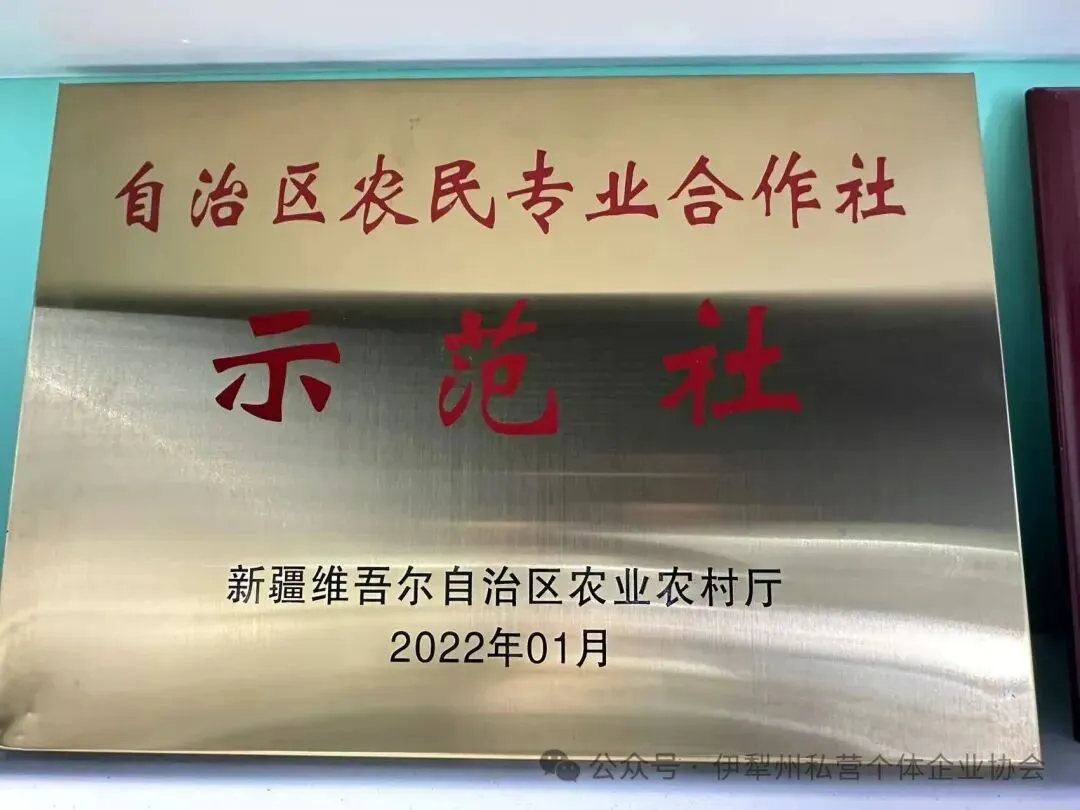 自治区农民专业合作社
示范社
新疆维吾尔自治区农业农村厅
2022年01月
公众号·伊犁州私营个体企业协会